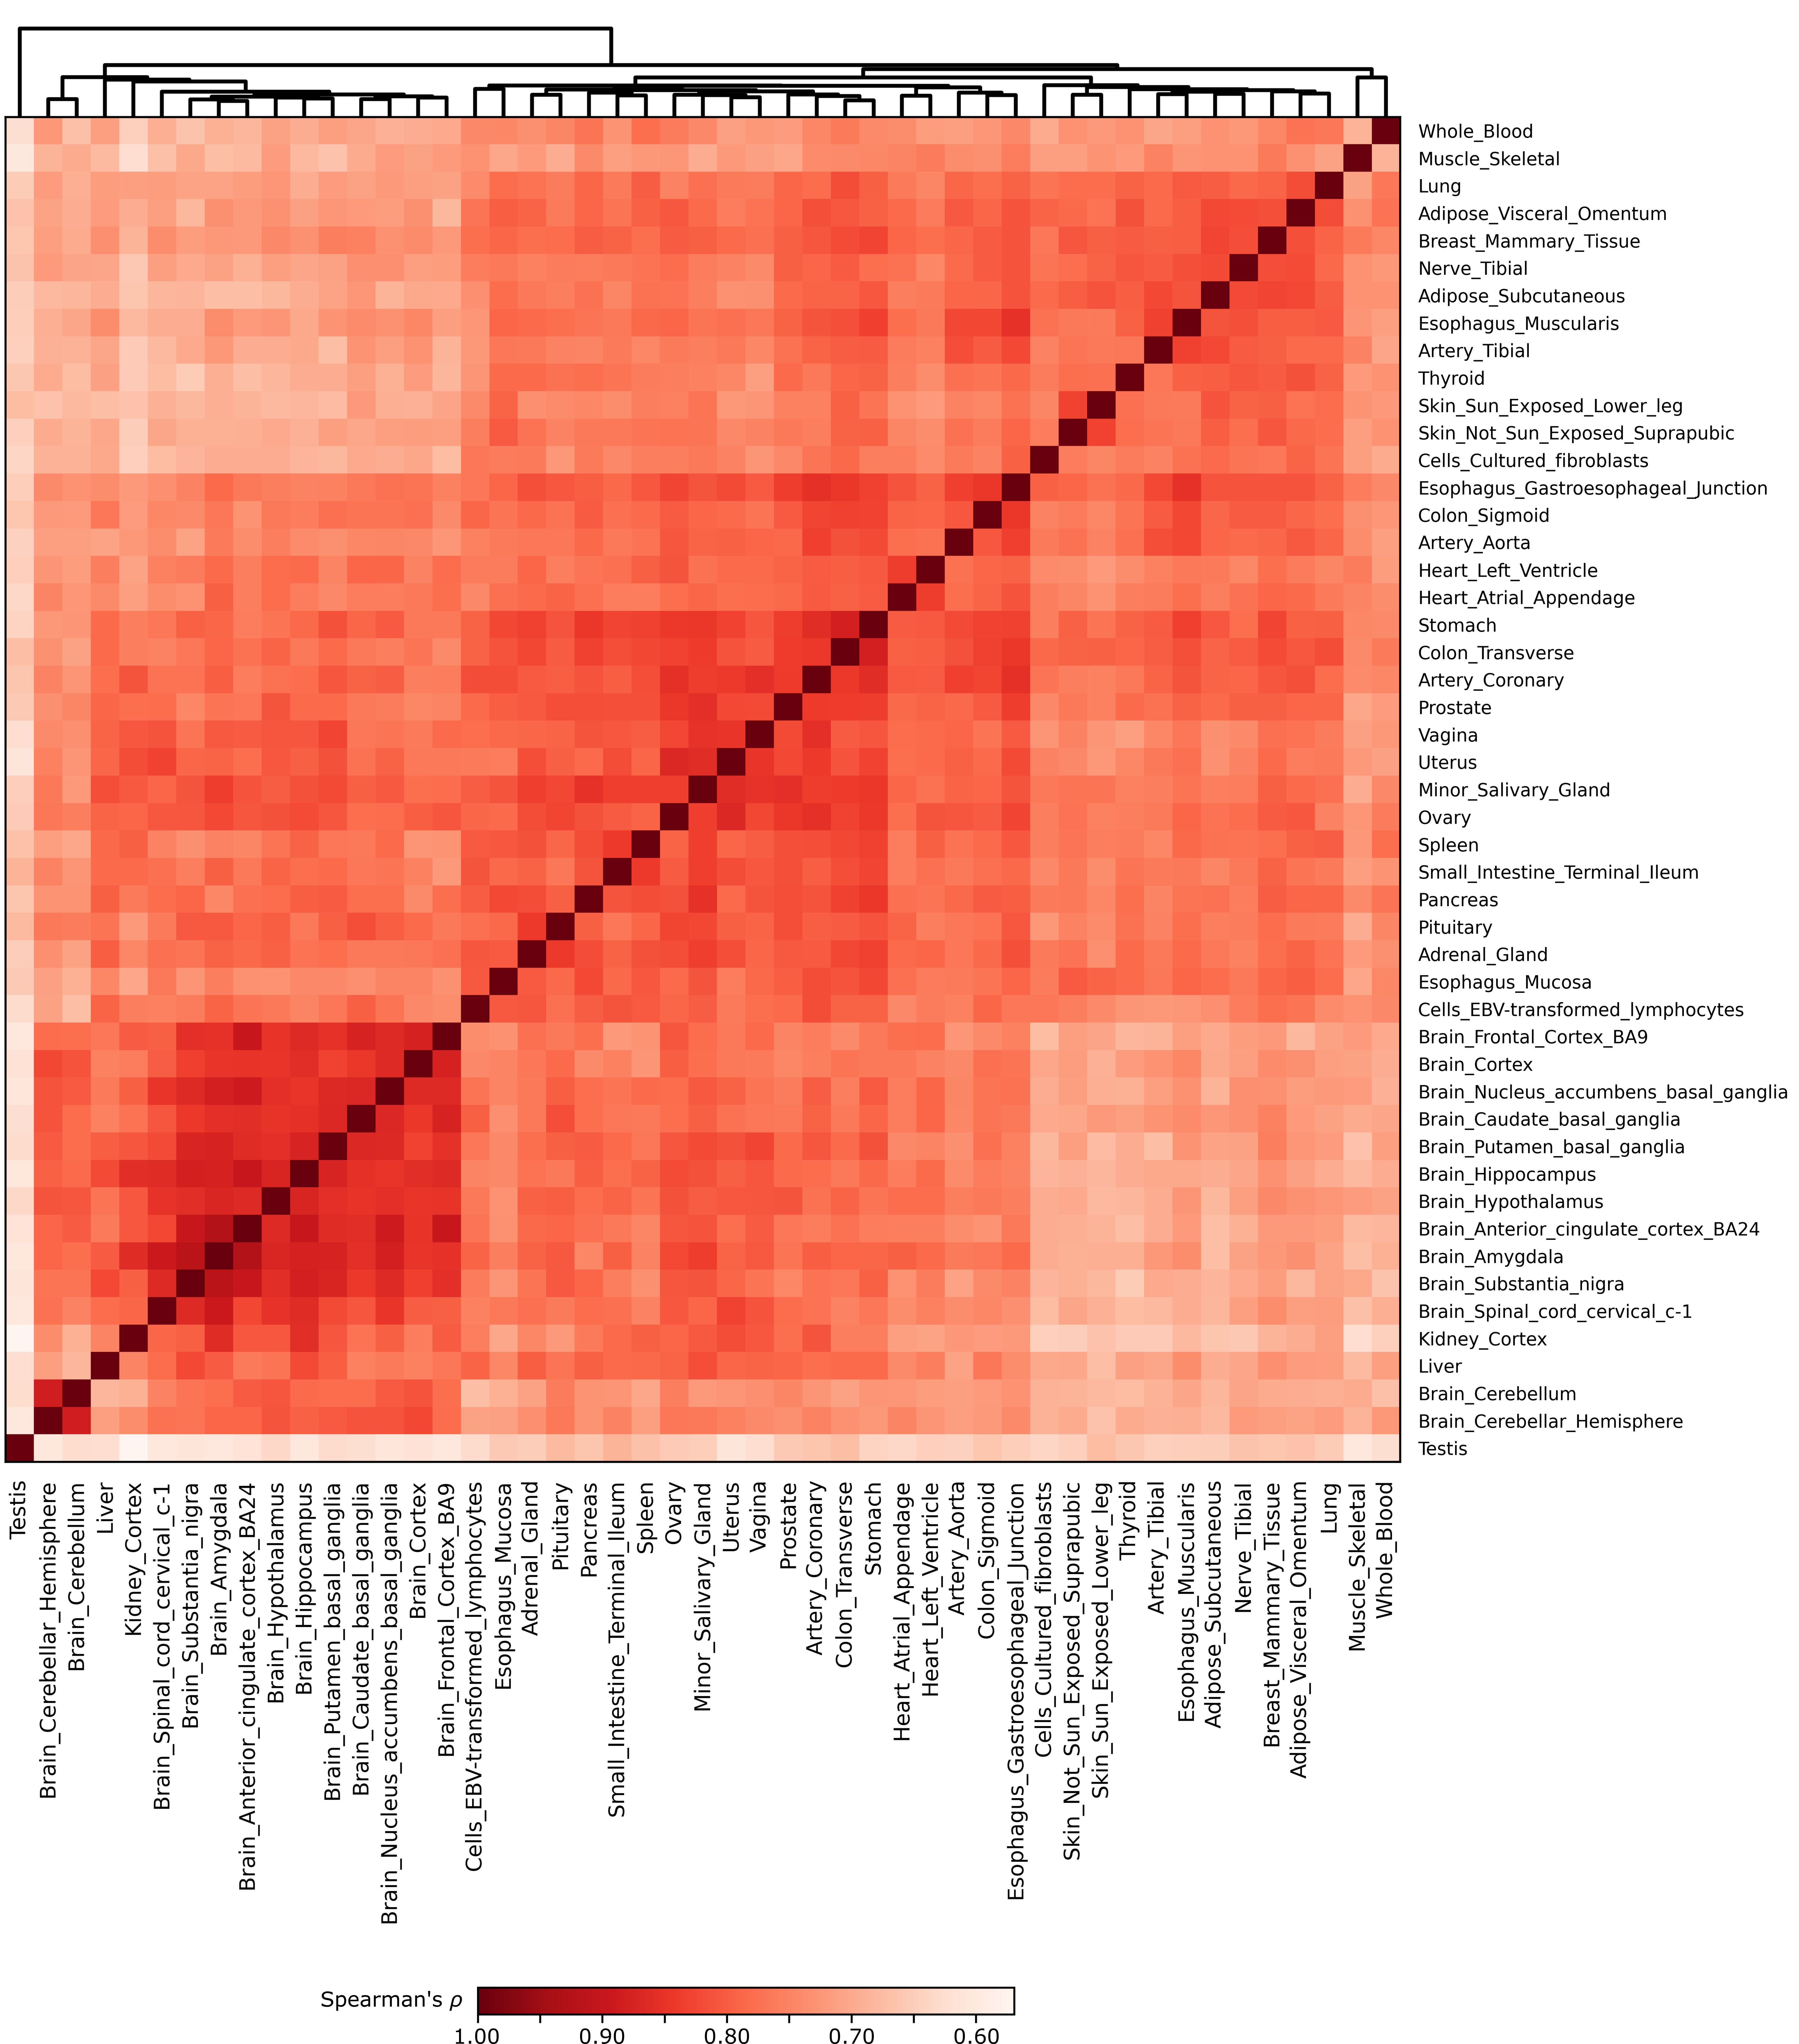 Whole_Blood
Muscle_Skeletal
Lung
Adipose_Visceral_Omentum
Breast_Mammary_Tissue
Nerve_Tibial
Adipose_Subcutaneous
Esophagus_Muscularis
Artery_Tibial
Thyroid
Skin_Sun_Exposed_Lower_leg
Skin_Not_Sun_Exposed_Suprapubic
Cells_Cultured_fibroblasts
Esophagus_Gastroesophageal_Junction
Colon_Sigmoid
Artery_Aorta
Heart_Left_Ventricle
Heart_Atrial_Appendage
Stomach
Colon_Transverse
Artery_Coronary
Prostate
Vagina
Uterus
Minor_Salivary_Gland
Ovary
Spleen
Small_Intestine_Terminal_Ileum
Pancreas
Pituitary
Adrenal_Gland
Esophagus_Mucosa
Cells_EBV-transformed_lymphocytes
Brain_Frontal_Cortex_BA9
Brain_Cortex
Brain_Nucleus_accumbens_basal_ganglia
Brain_Caudate_basal_ganglia
Brain_Putamen_basal_ganglia
Brain_Hippocampus
Brain_Hypothalamus
Brain_Anterior_cingulate_cortex_BA24
Brain_Amygdala
Brain_Substantia_nigra
Brain_Spinal_cord_cervical_c-1
Kidney_Cortex
Liver
Brain_Cerebellum
Brain_Cerebellar_Hemisphere
Testis
Testis
Brain_Cerebellar_Hemisphere
Brain_Cerebellum
Liver
Kidney_Cortex
Brain_Spinal_cord_cervical_c-1
Brain_Substantia_nigra
Brain_Amygdala
Brain_Anterior_cingulate_cortex_BA24
Brain_Hypothalamus
Brain_Hippocampus
Brain_Putamen_basal_ganglia
Brain_Caudate_basal_ganglia
Brain_Nucleus_accumbens_basal_ganglia
Brain_Cortex
Brain_Frontal_Cortex_BA9
Cells_EBV-transformed_lymphocytes
Esophagus_Mucosa
Adrenal_Gland
Pituitary
Pancreas
Small_Intestine_Terminal_Ileum
Spleen
Ovary
Minor_Salivary_Gland
Uterus
Vagina
Prostate
Artery_Coronary
Colon_Transverse
Stomach
Heart_Atrial_Appendage
Heart_Left_Ventricle
Artery_Aorta
Colon_Sigmoid
Esophagus_Gastroesophageal_Junction
Cells_Cultured_fibroblasts
Skin_Not_Sun_Exposed_Suprapubic
Skin_Sun_Exposed_Lower_leg
Thyroid
Artery_Tibial
Esophagus_Muscularis
Adipose_Subcutaneous
Nerve_Tibial
Breast_Mammary_Tissue
Adipose_Visceral_Omentum
Lung
Muscle_Skeletal
Whole_Blood
Spearman's ρ
1.00 0.90 0.80 0.70 0.60